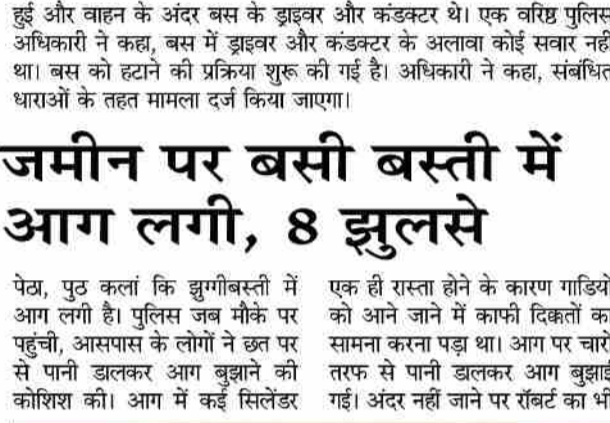 हुई और वाहन के अंदर बस के ड्राइवर और कंडक्टर थे। एक वरिष्ठ पुलिस
अधिकारी ने कहा, बस में ड्राइवर और कंडक्टर के अलावा कोई सवार नहीं
था। बस को हटाने की प्रक्रिया शुरू की गई है। अधिकारी ने कहा, संबंधित
धाराओं के तहत मामला दर्ज किया जाएगा।
जमीन पर बसी बस्ती में
आग लगी, 8 झुलसे
पेठा, पुठ कलां कि झुग्गीबस्ती में
आग लगी है। पुलिस जब मौके पर
पहुंची, आसपास के लोगों ने छत पर
से पानी डालकर आग बुझाने की
कोशिश की। आग में कई सिलेंडर
एक ही रास्ता होने के कारण गाडियों
को आने जाने में काफी दिक्कतों का
सामना करना पड़ा था। आग पर चारों
तरफ से पानी डालकर आग बुझाई
गई। अंदर नहीं जाने पर रॉबर्ट का भी